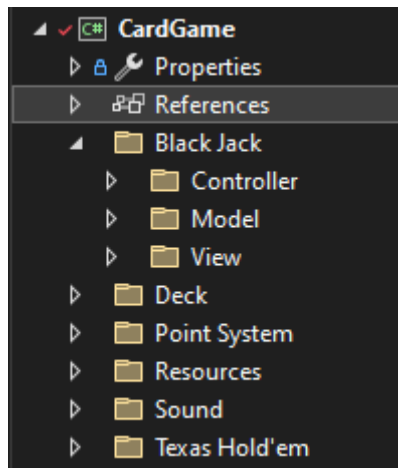 C# CardGame
Properties
References
Black Jack
Controller
Model
View
Deck
Point System
Resources
Sound
Texas Hold'em